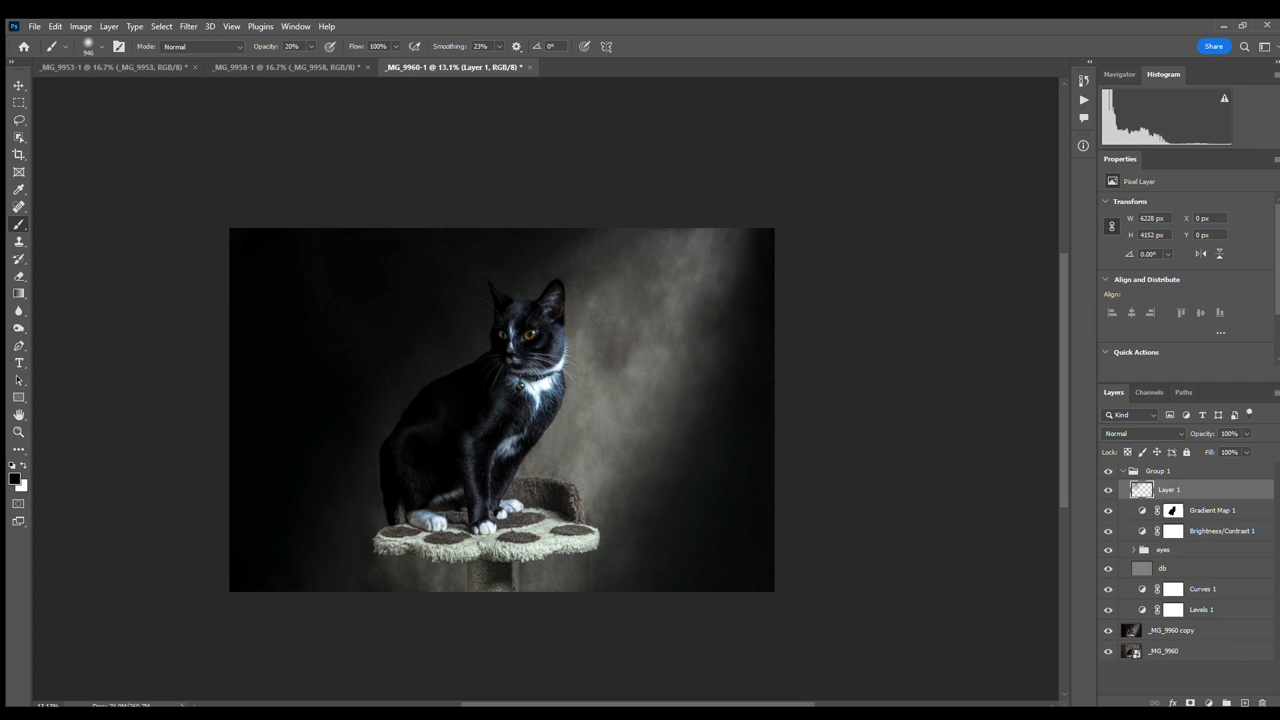 Ps File Edit Image Layer Type Select Filter 3D View Plugins Window Help
946 Mode: Normal Opacity: 20% Flow: 100% Smoothing: 23% 0° Share
_MG_9953-1 @ 16.7% (_MG_9953, RGB/8) * × _MG_9958-1 @ 16.7% (_MG_9958, RGB/8) * × _MG_9960-1 @ 13.1% (Layer 1, RGB/8) * ×
Navigator Histogram
Properties
Pixel Layer
Transform
W 6228 px X 0 px
H 4152 px Y 0 px
0.00°
Align and Distribute
Align:
Quick Actions
Layers Channels Paths
Kind
Normal Opacity: 100%
Lock: Fill: 100%
Group 1
Layer 1
Gradient Map 1
Brightness/Contrast 1
eyes
db
Curves 1
Levels 1
_MG_9960 copy
_MG_9960